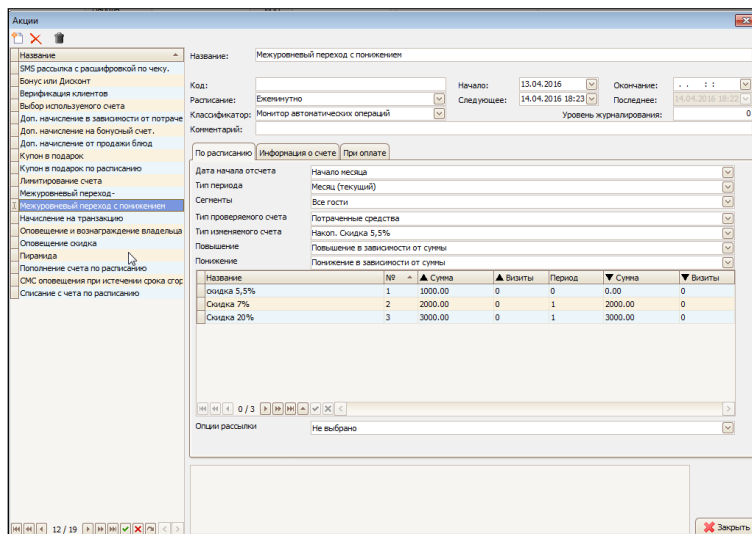 Акции
Название
SMS рассылка с расшифровкой по чеку.
Бонус или Дисконт
Верификация клиентов
Выбор используемого счета
Доп. начисление в зависимости от потраче
Доп. начисление на бонусный счет.
Доп. начисление от продажи блюд
Купон в подарок
Купон в подарок по расписанию
Лимитирование счета
Межуровневый переход-
Межуровневый переход с понижением
Начисление на транзакцию
Оповещение и вознаграждение владельца
Оповещение скидка
Пирамида
Пополнение счета по расписанию
СМС оповещения при истечении срока сгор
Списание с чета по расписанию
12 / 19
Название: Межуровневый переход с понижением
Код: Начало: 13.04.2016 Окончание: . . : :
Расписание: Ежеминутно Следующее: 14.04.2016 18:23 Последнее: 14.04.2016 18:22
Классификатор: Монитор автоматических операций Уровень журналирования: 0
Комментарий:
По расписанию Информация о счете При оплате
Дата начала отсчета Начало месяца
Тип периода Месяц (текущий)
Сегменты Все гости
Тип проверяемого счета Потраченные средства
Тип изменяемого счета Накоп. Скидка 5,5%
Повышение Повышение в зависимости от суммы
Понижение Понижение в зависимости от суммы
Название № ▲ Сумма ▲ Визиты Период ▼ Сумма ▼ Визиты
скидка 5,5% 1 1000.00 0 0 0.00 0
Скидка 7% 2 2000.00 0 1 2000.00 0
Скидка 20% 3 3000.00 0 1 3000.00 0
0 / 3
Опции рассылки Не выбрано
Закрыть